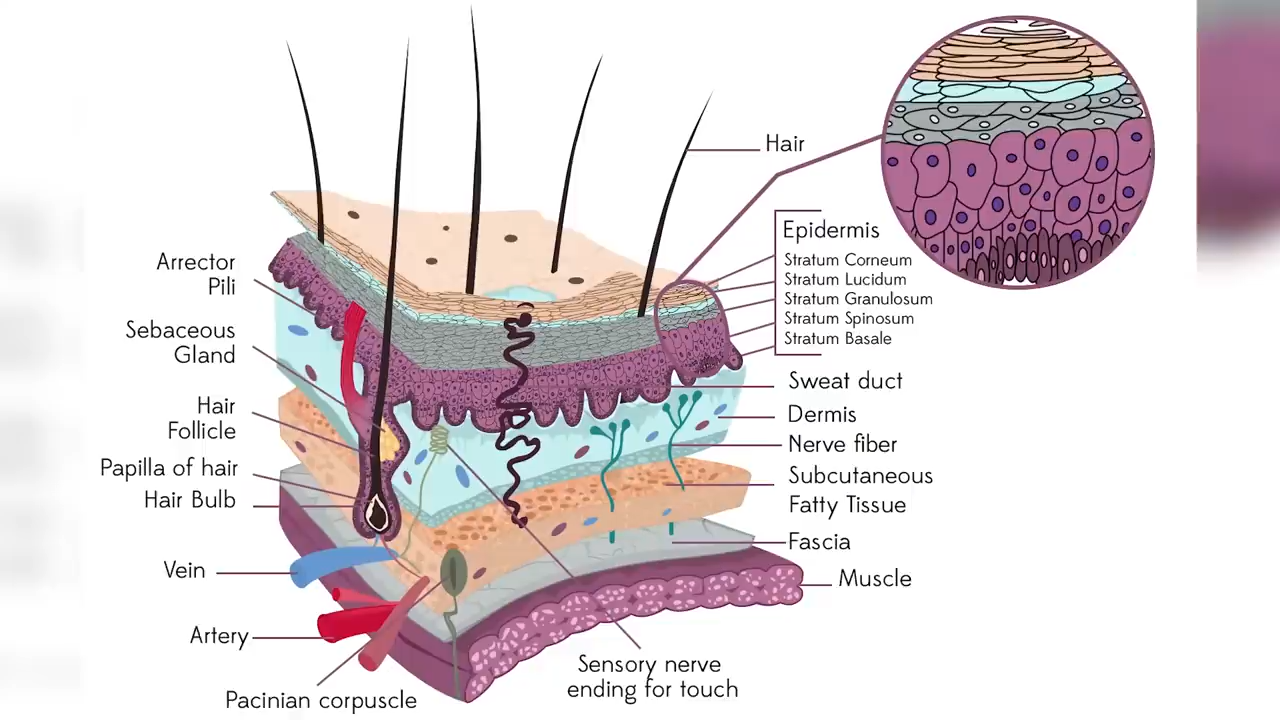 Hair
Epidermis
Stratum Corneum
Stratum Lucidum
Stratum Granulosum
Stratum Spinosum
Stratum Basale
Sweat duct
Dermis
Nerve fiber
Subcutaneous
Fatty Tissue
Fascia
Muscle
Arrector
Pili
Sebaceous
Gland
Hair
Follicle
Papilla of hair
Hair Bulb
Vein
Artery
Pacinian corpuscle
Sensory nerve
ending for touch